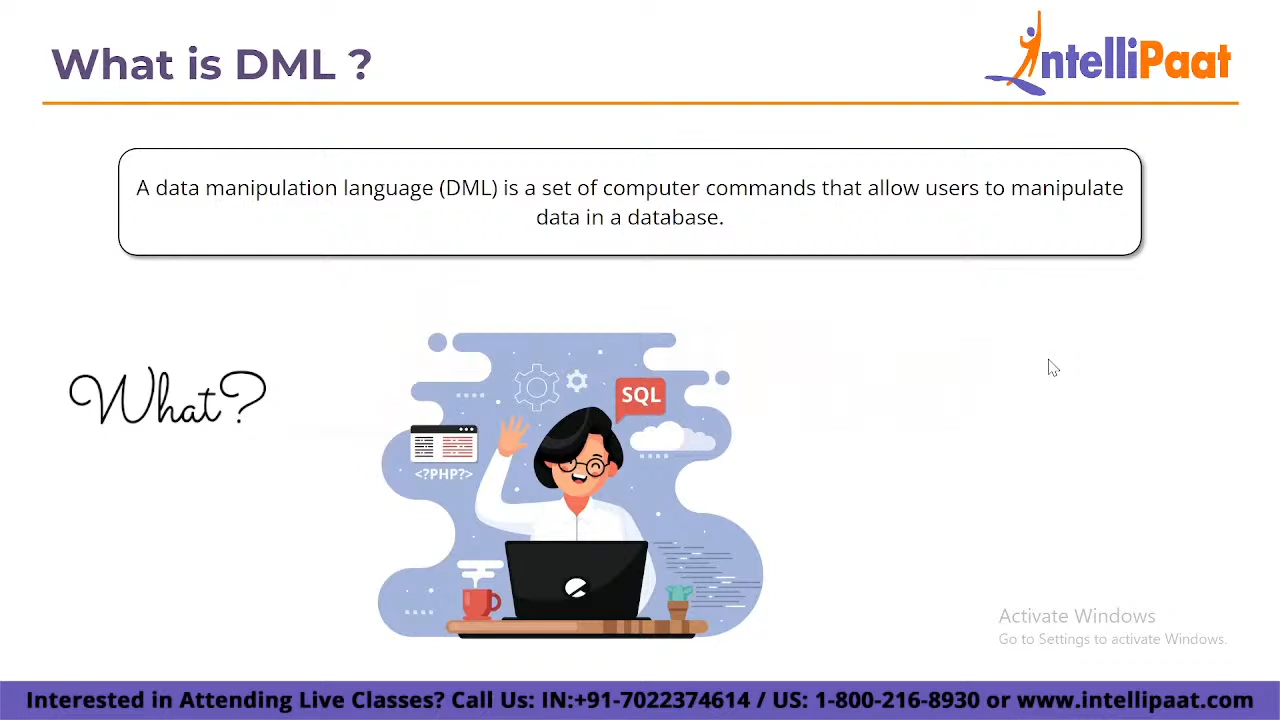 What is DML ?
IntelliPaat
A data manipulation language (DML) is a set of computer commands that allow users to manipulate
data in a database.
What?
SQL
<?PHP?>
Activate Windows
Go to Settings to activate Windows.
Interested in Attending Live Classes? Call Us: IN:+91-7022374614 / US: 1-800-216-8930 or www.intellipaat.com